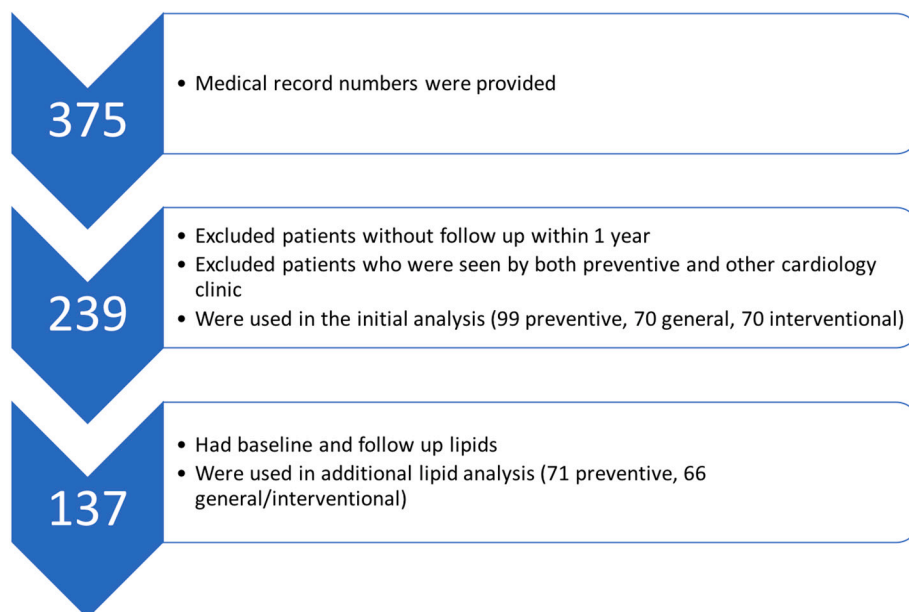 375
• Medical record numbers were provided
239
• Excluded patients without follow up within 1 year
• Excluded patients who were seen by both preventive and other cardiology
clinic
• Were used in the initial analysis (99 preventive, 70 general, 70 interventional)
137
• Had baseline and follow up lipids
• Were used in additional lipid analysis (71 preventive, 66
general/interventional)